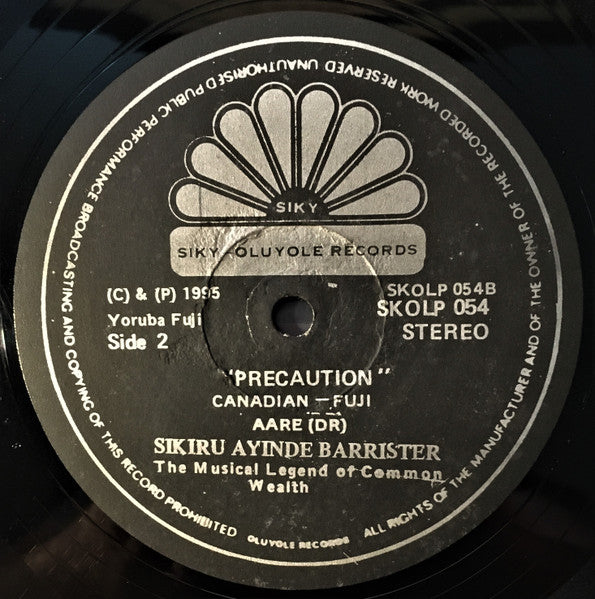 ALL RIGHTS OF THE MANUFACTURER AND OF THE OWNER OF THE RECORDED WORK RESERVED UNAUTHORISED PUBLIC PERFORMANCE BROADCASTING AND COPYING OF THIS RECORD PROHIBITED
SIKY
SIKY-OLUYOLE RECORDS
(C) & (P) 1995
SKOLP 054B
Yoruba Fuji
SKOLP 054
Side 2
STEREO
"PRECAUTION"
CANADIAN - FUJI
AARE (DR)
SIKIRU AYINDE BARRISTER
The Musical Legend of Common
Wealth
OLUYOLE RECORDS